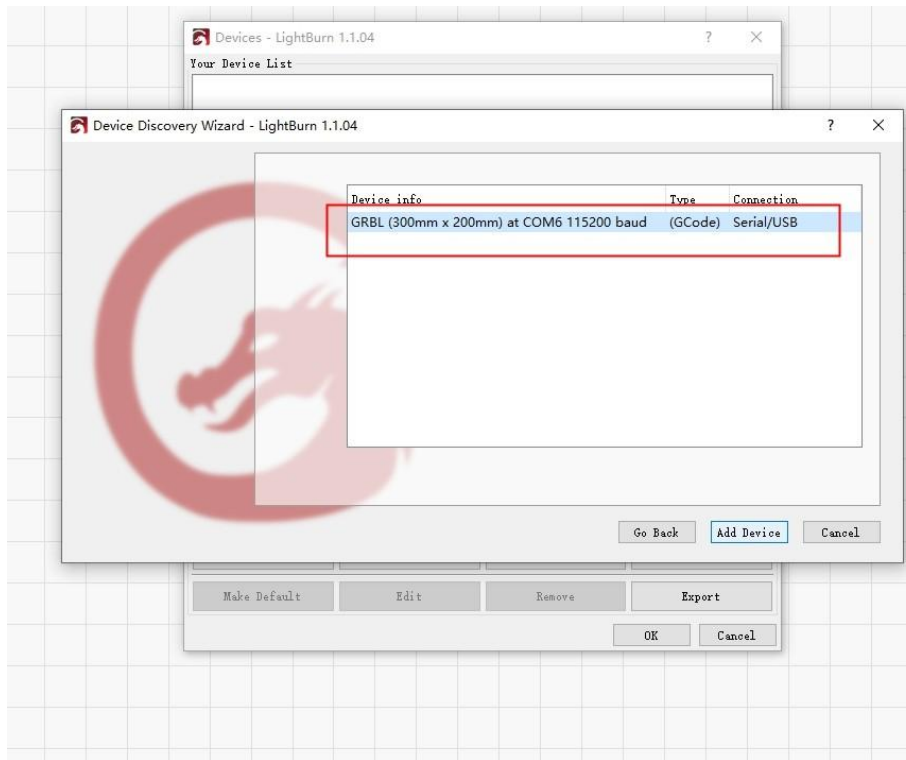 Devices - LightBurn 1.1.04
Your Device List
Device Discovery Wizard - LightBurn 1.1.04
Device info Type Connection
GRBL (300mm x 200mm) at COM6 115200 baud (GCode) Serial/USB
Go Back Add Device Cancel
Make Default Edit Remove Export
OK Cancel